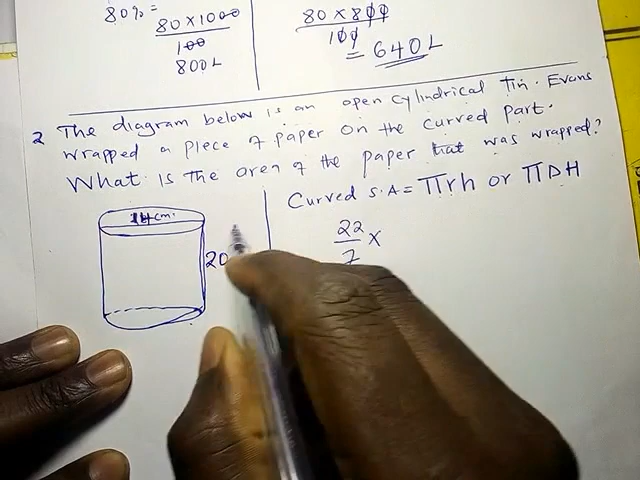 80%=
80 x 1000
100
800L
80 x 800
100
= 640L
2 The diagram below is an open cylindrical Tin. Evans
wrapped a piece of paper on the curved part.
What is the area of the paper that was wrapped?
14cm.
20
Curved S.A = πrh or πDH
22
7
x